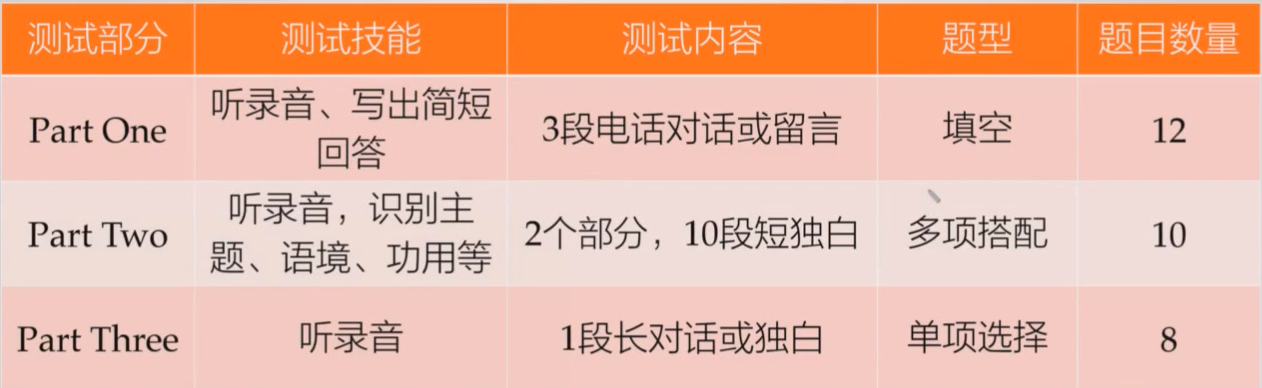 测试部分 测试技能 测试内容 题型 题目数量
Part One 听录音、写出简短回答 3段电话对话或留言 填空 12
Part Two 听录音，识别主题、语境、功用等 2个部分，10段短独白 多项搭配 10
Part Three 听录音 1段长对话或独白 单项选择 8